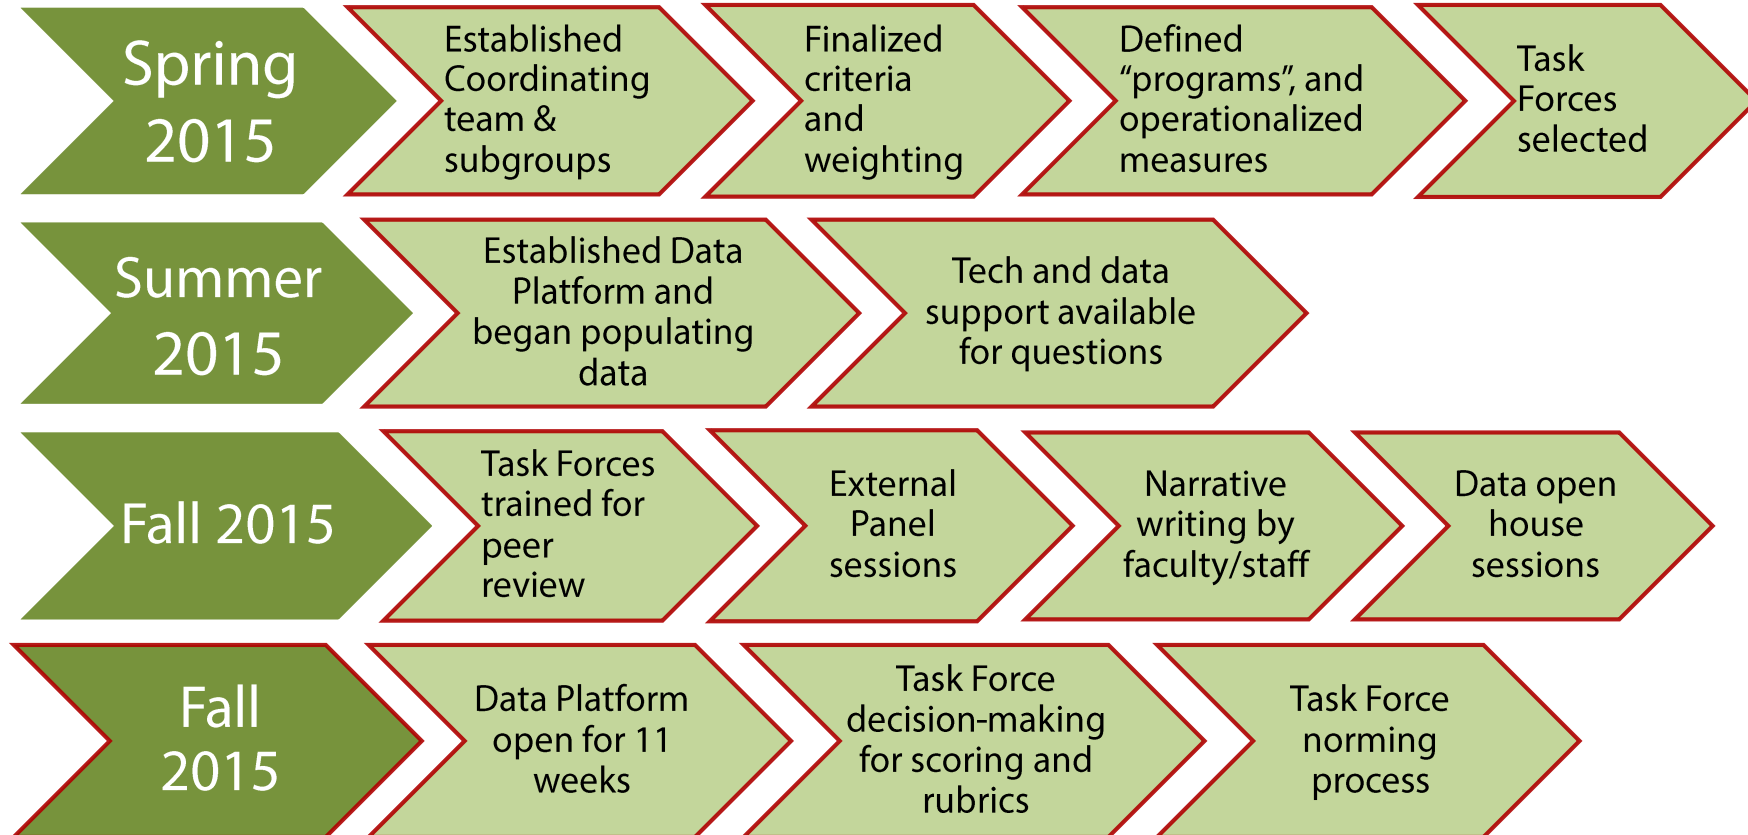 Spring
2015
Established
Coordinating
team &
subgroups
Finalized
criteria
and
weighting
Defined
“programs”, and
operationalized
measures
Task
Forces
selected
Summer
2015
Established Data
Platform and
began populating
data
Tech and data
support available
for questions
Fall 2015
Task Forces
trained for
peer
review
External
Panel
sessions
Narrative
writing by
faculty/staff
Data open
house
sessions
Fall
2015
Data Platform
open for 11
weeks
Task Force
decision-making
for scoring and
rubrics
Task Force
norming
process